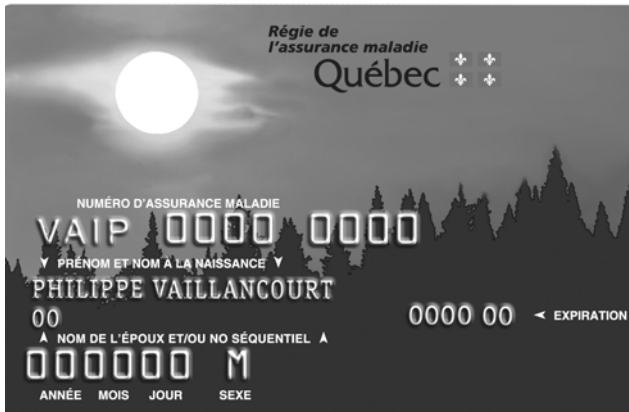 Régie de
l'assurance maladie
Québec
NUMÉRO D'ASSURANCE MALADIE
VAIP 0000 0000
PRÉNOM ET NOM À LA NAISSANCE
PHILIPPE VAILLANCOURT
00
0000 00 EXPIRATION
NOM DE L'ÉPOUX ET/OU NO SÉQUENTIEL
000000 M
ANNÉE MOIS JOUR SEXE